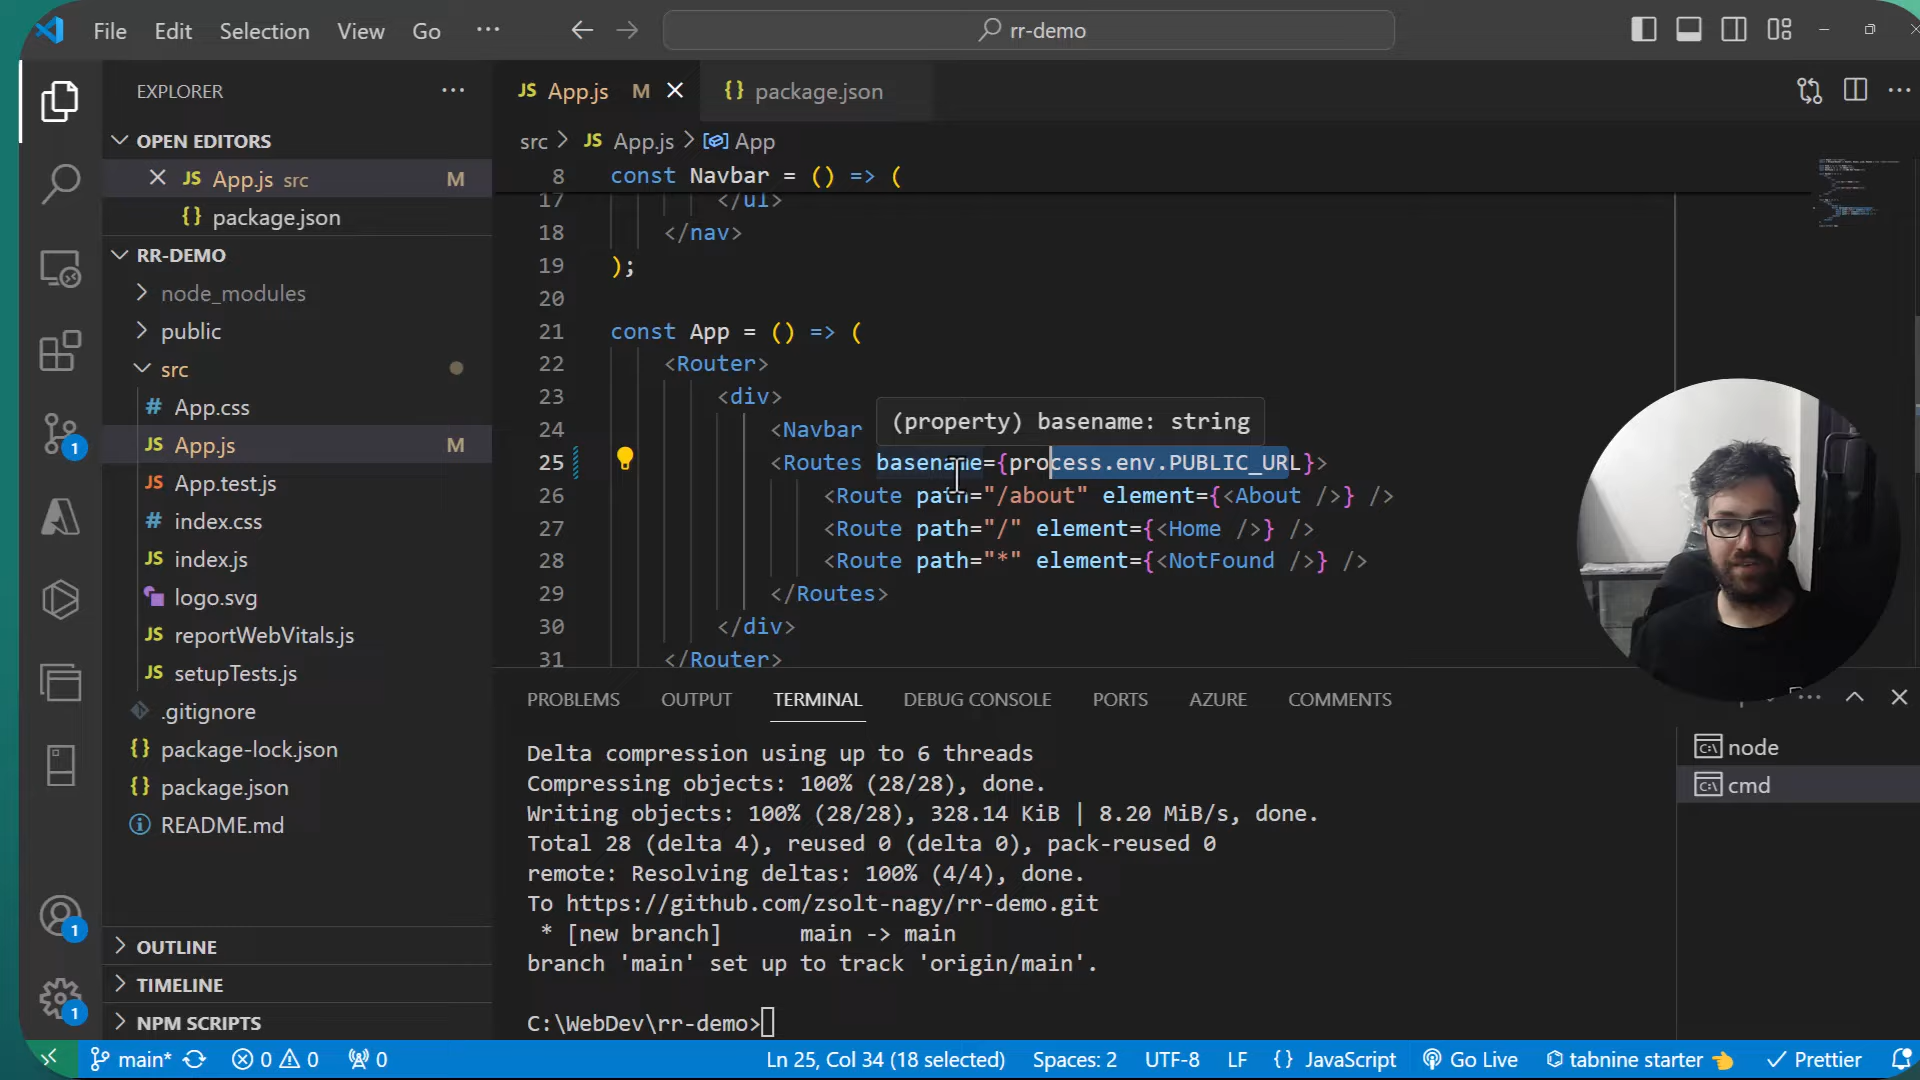 File Edit Selection View Go ... rr-demo
EXPLORER ...
OPEN EDITORS
JS App.js src M
{} package.json
RR-DEMO
node_modules
public
src
# App.css
JS App.js M
JS App.test.js
# index.css
JS index.js
logo.svg
JS reportWebVitals.js
JS setupTests.js
.gitignore
{} package-lock.json
{} package.json
README.md
OUTLINE
TIMELINE
NPM SCRIPTS
1
1
1
JS App.js M {} package.json
src > JS App.js > App
8 const Navbar = () => (
17 </ul>
18 </nav>
19 );
20
21 const App = () => (
22 <Router>
23 <div>
(property) basename: string
24 <Navbar
25 <Routes basename={process.env.PUBLIC_URL}>
26 <Route path="/about" element={<About />} />
27 <Route path="/" element={<Home />} />
28 <Route path="*" element={<NotFound />} />
29 </Routes>
30 </div>
31 </Router>
PROBLEMS OUTPUT TERMINAL DEBUG CONSOLE PORTS AZURE COMMENTS
Delta compression using up to 6 threads
Compressing objects: 100% (28/28), done.
Writing objects: 100% (28/28), 328.14 KiB | 8.20 MiB/s, done.
Total 28 (delta 4), reused 0 (delta 0), pack-reused 0
remote: Resolving deltas: 100% (4/4), done.
To https://github.com/zsolt-nagy/rr-demo.git
* [new branch] main -> main
branch 'main' set up to track 'origin/main'.
C:\WebDev\rr-demo>
node
cmd
main* 0 0 0 Ln 25, Col 34 (18 selected) Spaces: 2 UTF-8 LF {} JavaScript Go Live tabnine starter 👈 Prettier